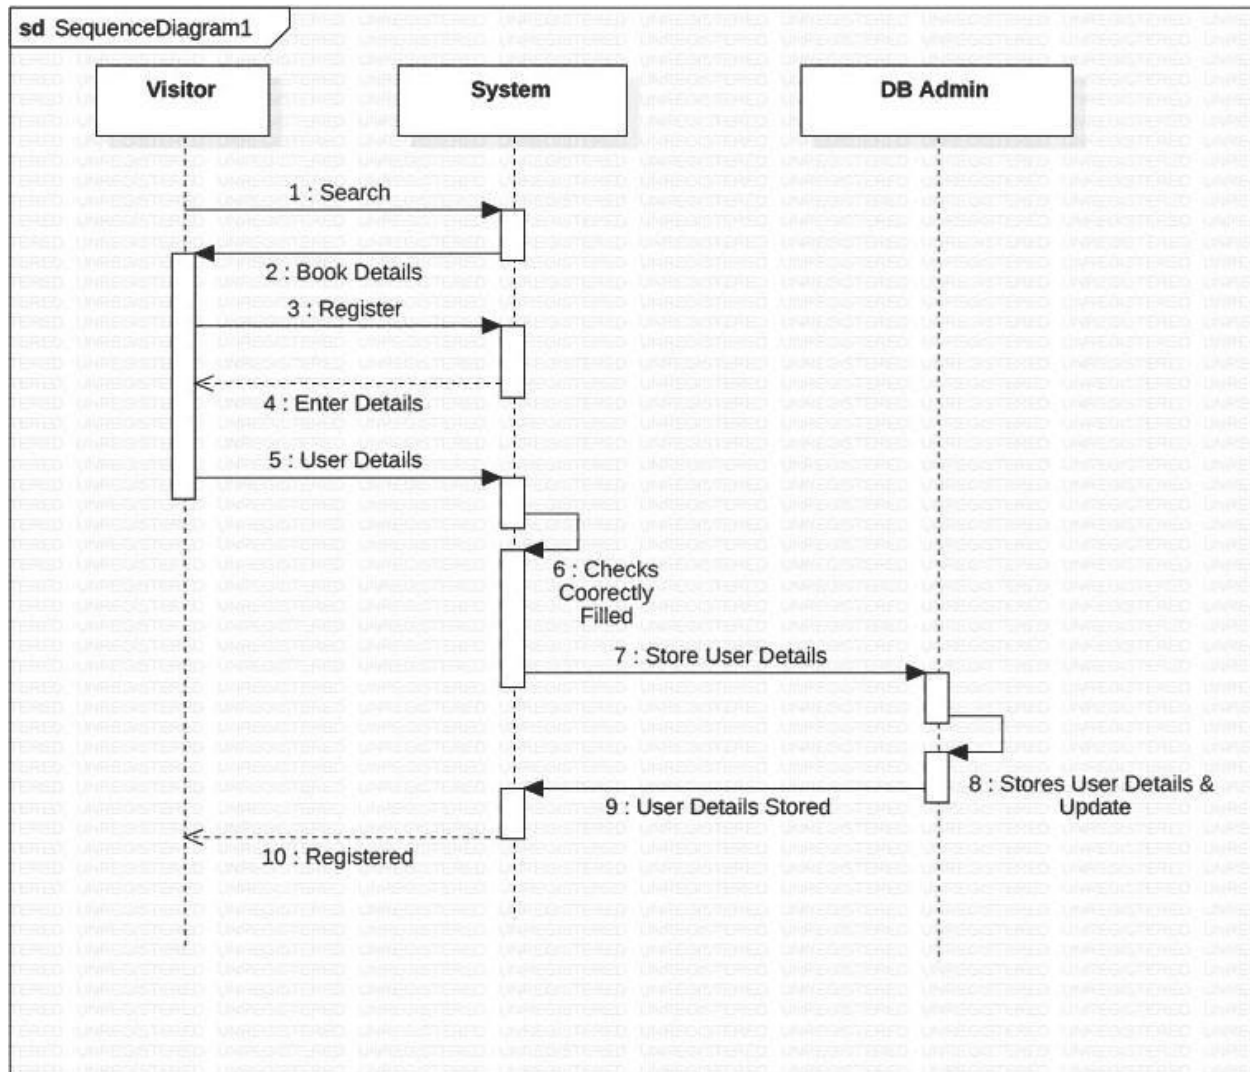 sd SequenceDiagram1
Visitor
System
DB Admin
1 : Search
2 : Book Details
3 : Register
4 : Enter Details
5 : User Details
6 : Checks
Coorectly
Filled
7 : Store User Details
8 : Stores User Details &
Update
9 : User Details Stored
10 : Registered
UNREGISTERED